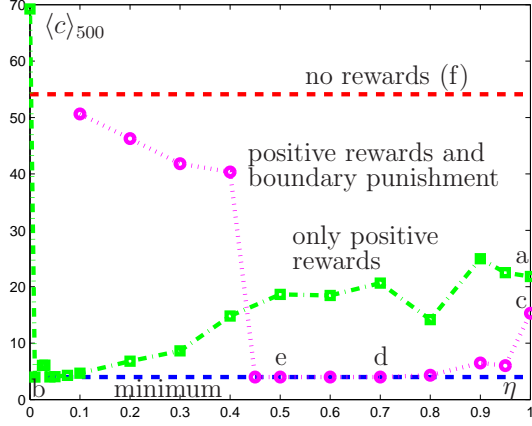 70
⟨c⟩500
60
no rewards (f)
50
positive rewards and
boundary punishment
40
30
only positive
rewards
a
20
c
10
e
d
b
minimum
η
0
0
0.1
0.2
0.3
0.4
0.5
0.6
0.7
0.8
0.9
1